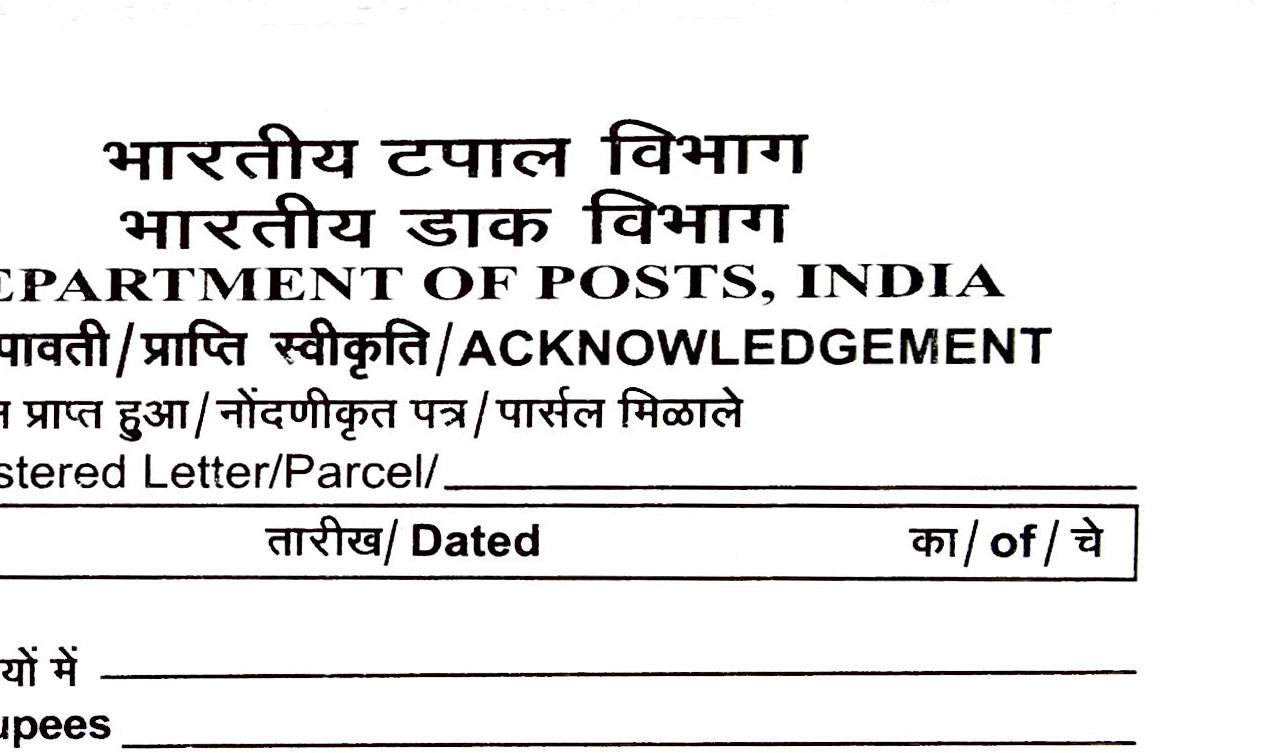 भारतीय टपाल विभाग
भारतीय डाक विभाग
EPARTMENT OF POSTS, INDIA
पावती/प्राप्ति स्वीकृति/ACKNOWLEDGEMENT
प्राप्त हुआ/नोंदणीकृत पत्र/पार्सल मिळाले
stered Letter/Parcel/
तारीख/ Dated का/ of/ चे
यों में
upees